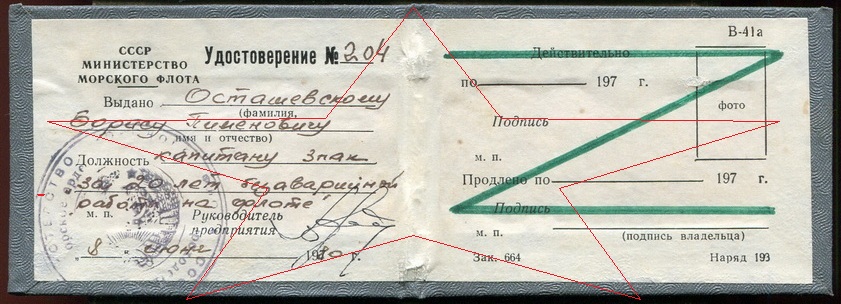 СССР
МИНИСТЕРСТВО
МОРСКОГО ФЛОТА
Удостоверение № 204
Выдано Осташевскому
(фамилия,
Борису Пименовичу
имя и отчество)
Должность капитану знак
за 20 лет безаварийной
работы на флоте
м. п. Руководитель
предприятия
„ 8 " июня 1980 г.
В-41а
Действительно
по 197 г.
фото
Подпись
м. п.
Продлено по 197 г.
Подпись
м. п.
(подпись владельца)
Зак. 664 Наряд 193